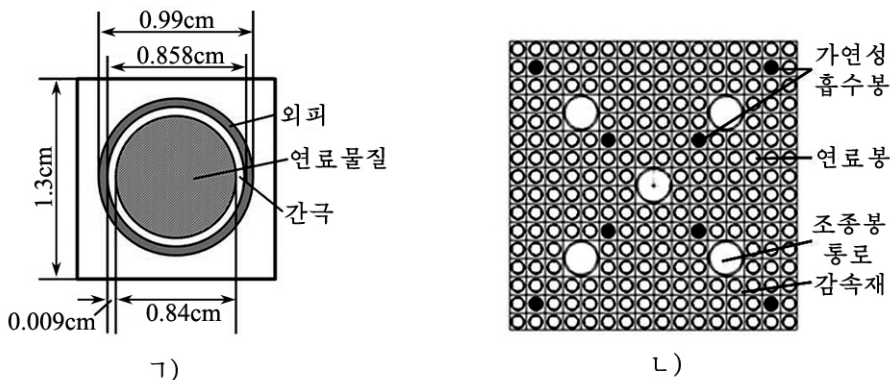 0.99cm
0.858cm
1.3cm
외피
연료물질
간극
0.009cm
0.84cm
ㄱ)
가연성
흡수봉
연료봉
조종봉
통로
감속재
ㄴ)